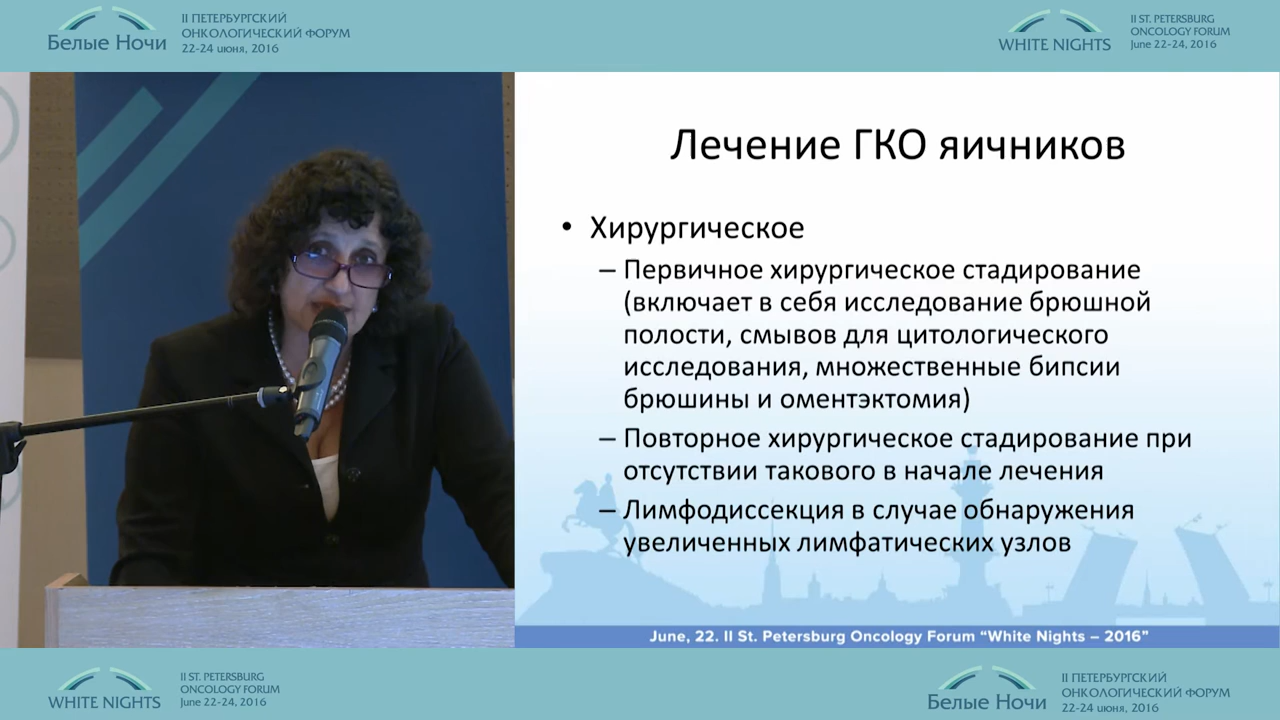 Белые Ночи
II ПЕТЕРБУРГСКИЙ
ОНКОЛОГИЧЕСКИЙ ФОРУМ
22-24 июня, 2016
WHITE NIGHTS
II ST. PETERSBURG
ONCOLOGY FORUM
June 22-24, 2016
Лечение ГКО яичников
• Хирургическое
– Первичное хирургическое стадирование
(включает в себя исследование брюшной
полости, смывов для цитологического
исследования, множественные бипсии
брюшины и оментэктомия)
– Повторное хирургическое стадирование при
отсутствии такового в начале лечения
– Лимфодиссекция в случае обнаружения
увеличенных лимфатических узлов
June, 22. II St. Petersburg Oncology Forum “White Nights – 2016”
WHITE NIGHTS
II ST. PETERSBURG
ONCOLOGY FORUM
June 22-24, 2016
Белые Ночи
II ПЕТЕРБУРГСКИЙ
ОНКОЛОГИЧЕСКИЙ ФОРУМ
22-24 июня, 2016